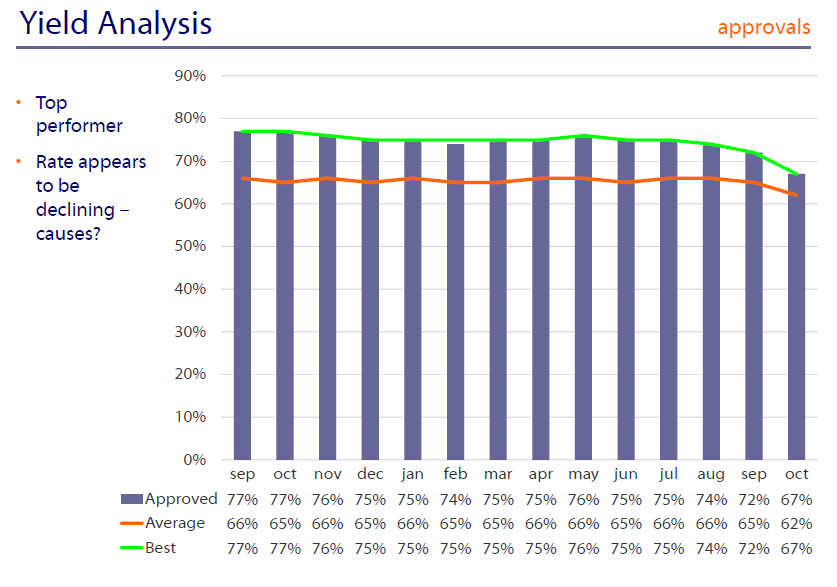 Yield Analysis
approvals
• Top
performer
• Rate appears
to be
declining –
causes?
90%
80%
70%
60%
50%
40%
30%
20%
10%
0%
sep oct nov dec jan feb mar apr may jun jul aug sep oct
Approved 77% 77% 76% 75% 75% 74% 75% 75% 76% 75% 75% 74% 72% 67%
Average 66% 65% 66% 65% 66% 65% 65% 66% 66% 65% 66% 66% 65% 62%
Best 77% 77% 76% 75% 75% 75% 75% 75% 76% 75% 75% 74% 72% 67%